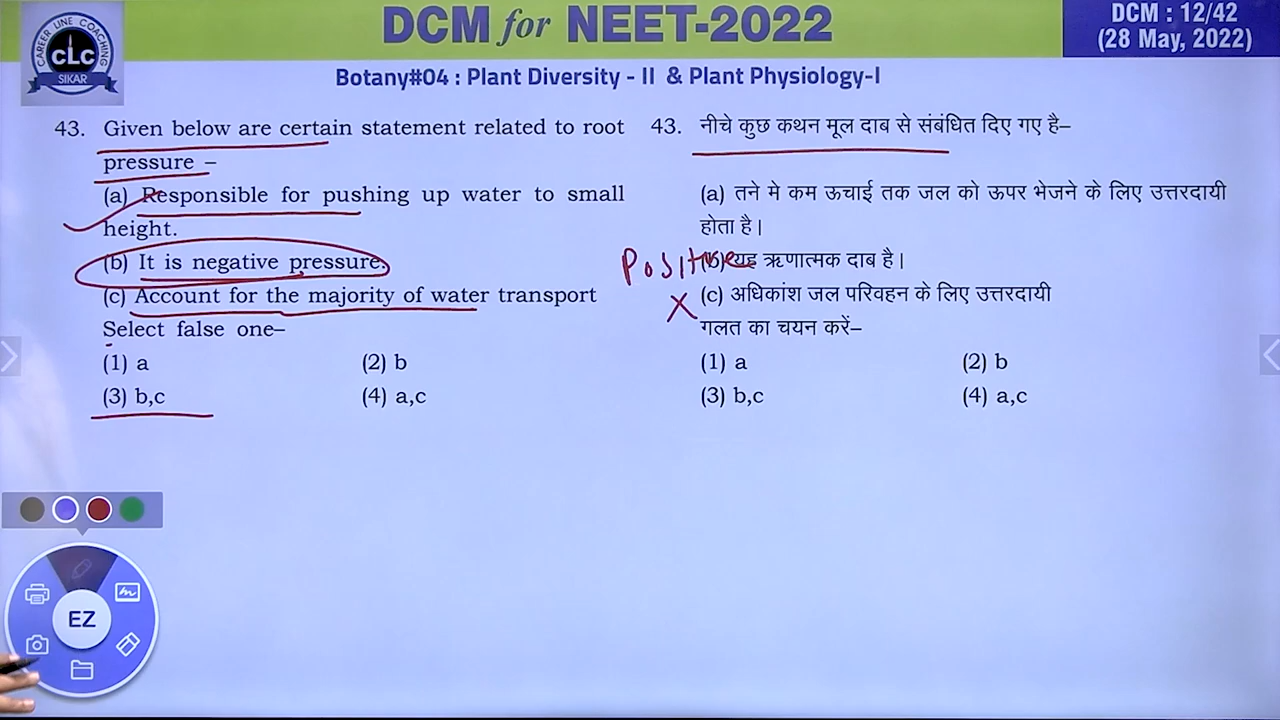 DCM for NEET-2022
DCM : 12/42
(28 May, 2022)
CAREER LINE COACHING
CLC
SIKAR
Botany#04 : Plant Diversity - II & Plant Physiology-I
43. Given below are certain statement related to root
pressure –
(a) Responsible for pushing up water to small
height.
(b) It is negative pressure.
(c) Account for the majority of water transport
Select false one–
(1) a (2) b
(3) b,c (4) a,c
43. नीचे कुछ कथन मूल दाब से संबंधित दिए गए है–
(a) तने मे कम ऊचाई तक जल को ऊपर भेजने के लिए उत्तरदायी
होता है।
Positive
(b) यह ऋणात्मक दाब है।
(c) अधिकांश जल परिवहन के लिए उत्तरदायी
गलत का चयन करें–
(1) a (2) b
(3) b,c (4) a,c
EZ